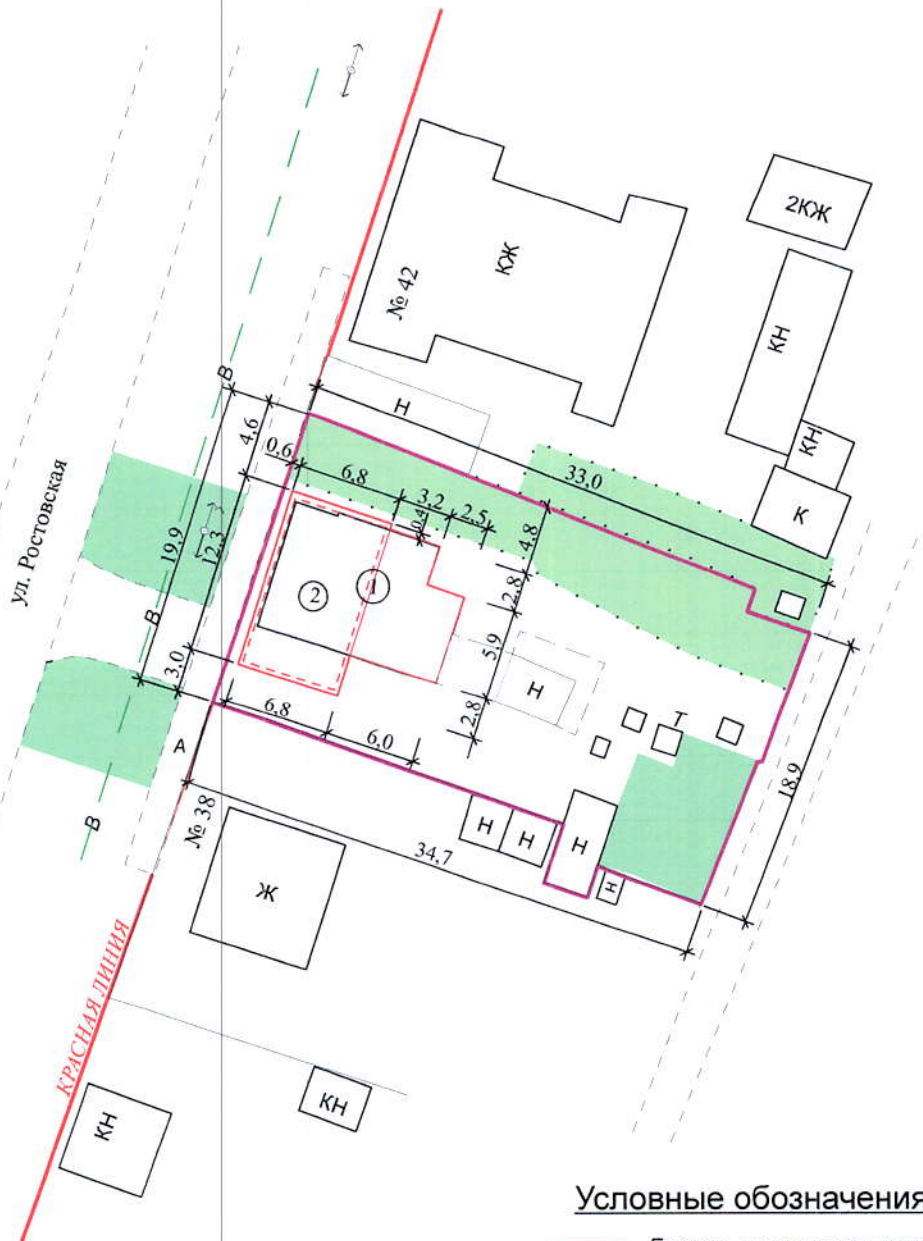 КЖ
№ 42
2КЖ
КН
КН
К
ул. Ростовская
В
Н
4,6
0,6
6,8
3,2
2,5
0,4
33,0
19,9
12,3
4,8
2,8
5,9
2,8
1
2
В
3,0
6,8
6,0
Н
Т
А
В
№ 38
Н
Н
Н
Н
18,9
34,7
Ж
КРАСНАЯ ЛИНИЯ
КН
КН
Условные обозначения